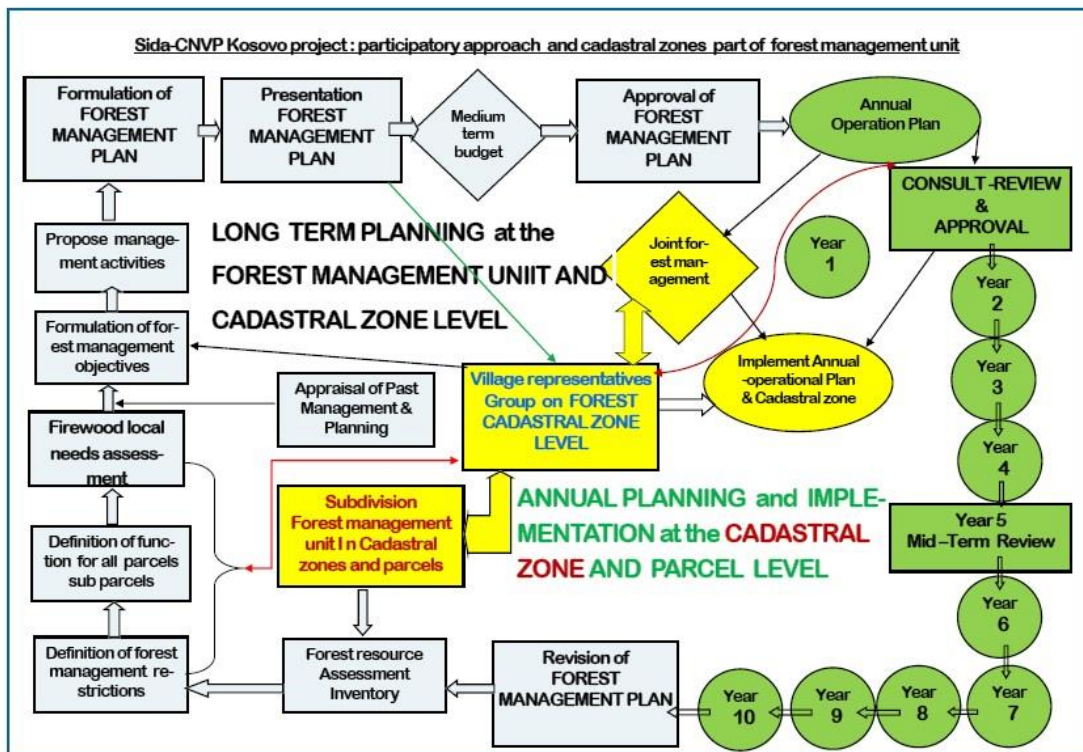 Sida-CNVP Kosovo project : participatory approach and cadastral zones part of forest management unit
Formulation of
FOREST
MANAGEMENT
PLAN
Presentation
FOREST
MANAGEMENT
PLAN
Medium
term
budget
Approval of
FOREST
MANAGEMENT
PLAN
Annual
Operation Plan
CONSULT -REVIEW
&
APPROVAL
Propose manage-
ment activities
LONG TERM PLANNING at the
FOREST MANAGEMENT UNIIT AND
CADASTRAL ZONE LEVEL
Joint for-
est man-
agement
Year
1
Year
2
Formulation of for-
est management
objectives
Appraisal of Past
Management &
Planning
Village representatives
Group on FOREST
CADASTRAL ZONE
LEVEL
Implement Annual
-operational Plan
& Cadastral zone
Year
3
Firewood local
needs assess-
ment
Year
4
Subdivision
Forest management
unit I n Cadastral
zones and parcels
ANNUAL PLANNING and IMPLE-
MENTATION at the CADASTRAL
ZONE AND PARCEL LEVEL
Year 5
Mid –Term Review
Definition of func-
tion for all parcels
sub parcels
Year
6
Definition of forest
management re-
strictions
Forest resource
Assessment
Inventory
Revision of
FOREST
MANAGEMENT PLAN
Year
10
Year
9
Year
8
Year
7